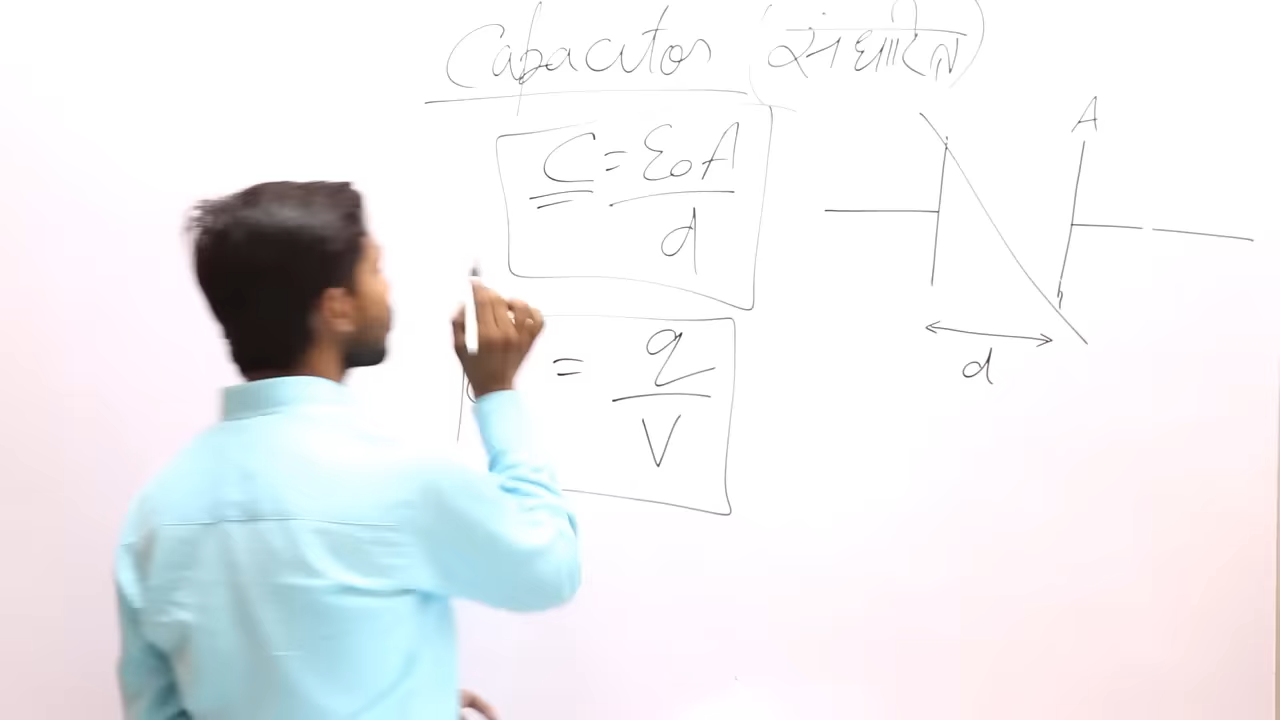 Capacitor (संधारित्र)
A
C = ε₀A
d
= q
V
d